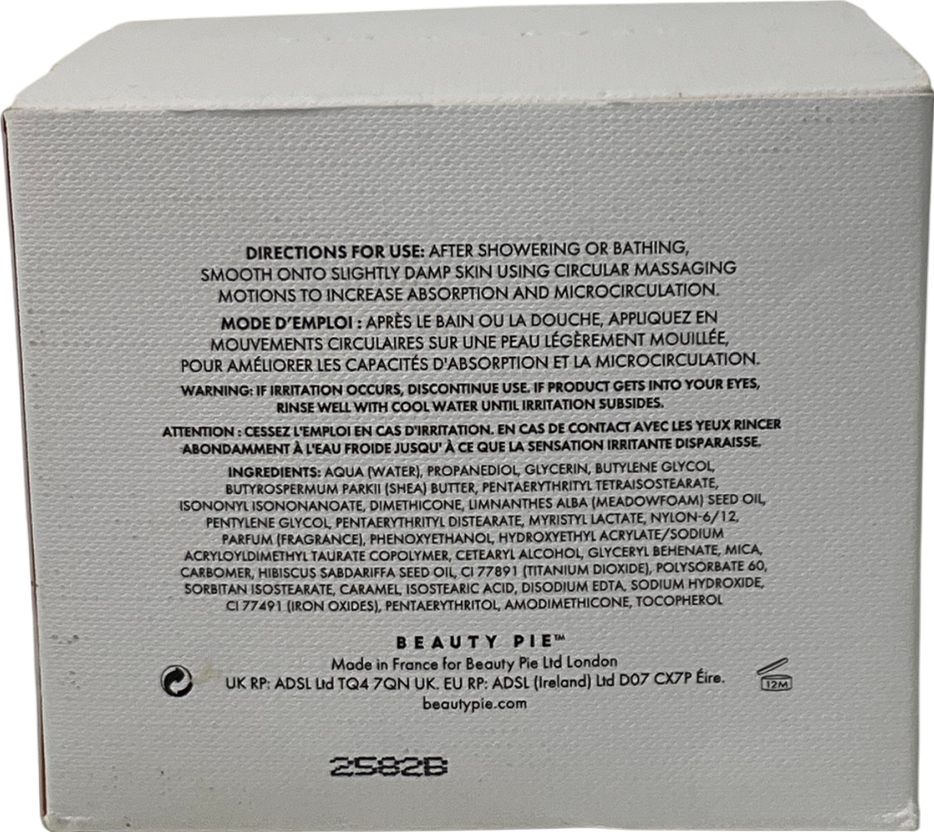 DIRECTIONS FOR USE: AFTER SHOWERING OR BATHING,
SMOOTH ONTO SLIGHTLY DAMP SKIN USING CIRCULAR MASSAGING
MOTIONS TO INCREASE ABSORPTION AND MICROCIRCULATION.
MODE D'EMPLOI : APRÈS LE BAIN OU LA DOUCHE, APPLIQUEZ EN
MOUVEMENTS CIRCULAIRES SUR UNE PEAU LÉGÈREMENT MOUILLÉE,
POUR AMÉLIORER LES CAPACITÉS D'ABSORPTION ET LA MICROCIRCULATION.
WARNING: IF IRRITATION OCCURS, DISCONTINUE USE. IF PRODUCT GETS INTO YOUR EYES,
RINSE WELL WITH COOL WATER UNTIL IRRITATION SUBSIDES.
ATTENTION : CESSEZ L'EMPLOI EN CAS D'IRRITATION. EN CAS DE CONTACT AVEC LES YEUX RINCER
ABONDAMMENT À L'EAU FROIDE JUSQU' À CE QUE LA SENSATION IRRITANTE DISPARAISSE.
INGREDIENTS: AQUA (WATER), PROPANEDIOL, GLYCERIN, BUTYLENE GLYCOL,
BUTYROSPERMUM PARKII (SHEA) BUTTER, PENTAERYTHRITYL TETRAISOSTEARATE,
ISONONYL ISONONANOATE, DIMETHICONE, LIMNANTHES ALBA (MEADOWFOAM) SEED OIL,
PENTYLENE GLYCOL, PENTAERYTHRITYL DISTEARATE, MYRISTYL LACTATE, NYLON-6/12,
PARFUM (FRAGRANCE), PHENOXYETHANOL, HYDROXYETHYL ACRYLATE/SODIUM
ACRYLOYLDIMETHYL TAURATE COPOLYMER, CETEARYL ALCOHOL, GLYCERYL BEHENATE, MICA,
CARBOMER, HIBISCUS SABDARIFFA SEED OIL, CI 77891 (TITANIUM DIOXIDE), POLYSORBATE 60,
SORBITAN ISOSTEARATE, CARAMEL, ISOSTEARIC ACID, DISODIUM EDTA, SODIUM HYDROXIDE,
CI 77491 (IRON OXIDES), PENTAERYTHRITOL, AMODIMETHICONE, TOCOPHEROL
BEAUTY PIE™
Made in France for Beauty Pie Ltd London
UK RP: ADSL Ltd TQ4 7QN UK. EU RP: ADSL (Ireland) Ltd D07 CX7P Éire.
12M
beautypie.com
2582B